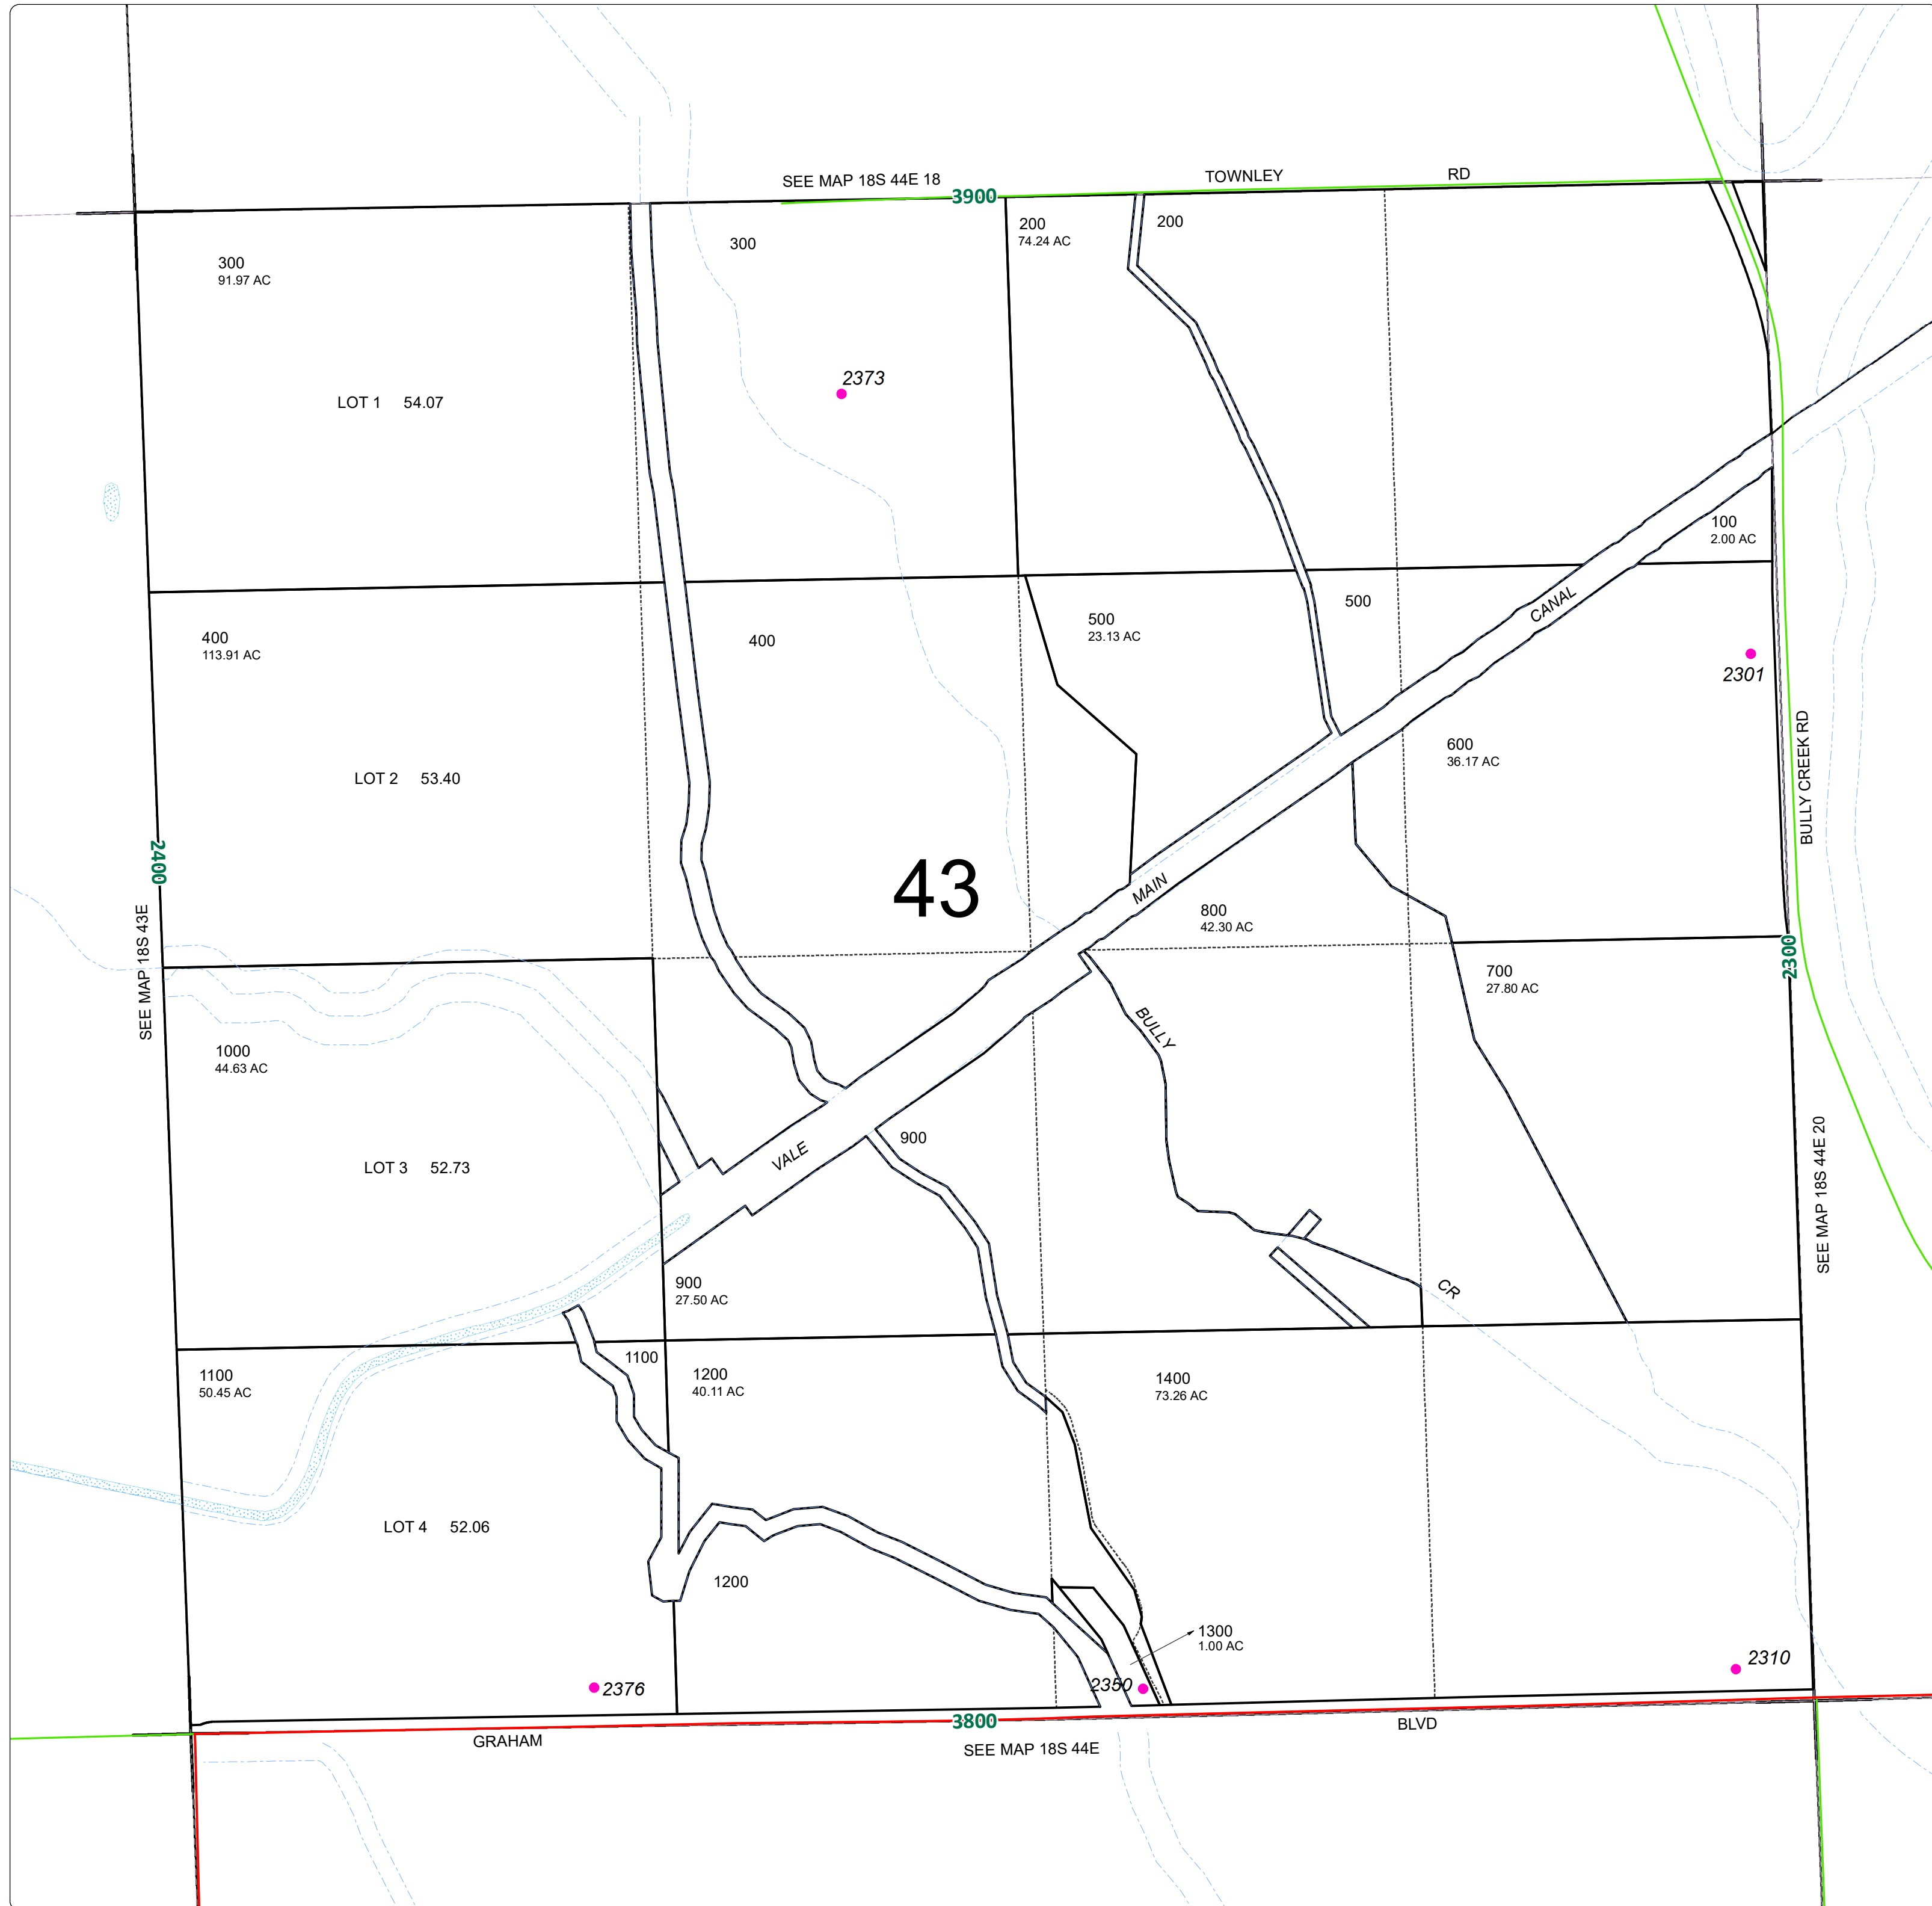 SEE MAP 18S 44E 18
3900
TOWNLEY
RD
300
91.97 AC
300
200
74.24 AC
200
2373
LOT 1 54.07
100
2.00 AC
400
113.91 AC
400
500
23.13 AC
500
CANAL
2301
LOT 2 53.40
600
36.17 AC
BULLY CREEK RD
2400
43
MAIN
800
42.30 AC
SEE MAP 18S 43E
2300
700
27.80 AC
1000
44.63 AC
BULLY
VALE
900
LOT 3 52.73
SEE MAP 18S 44E 20
900
27.50 AC
CR
1100
50.45 AC
1100
1200
40.11 AC
1400
73.26 AC
LOT 4 52.06
1200
1300
1.00 AC
2376
2350
2310
GRAHAM
3800
BLVD
SEE MAP 18S 44E